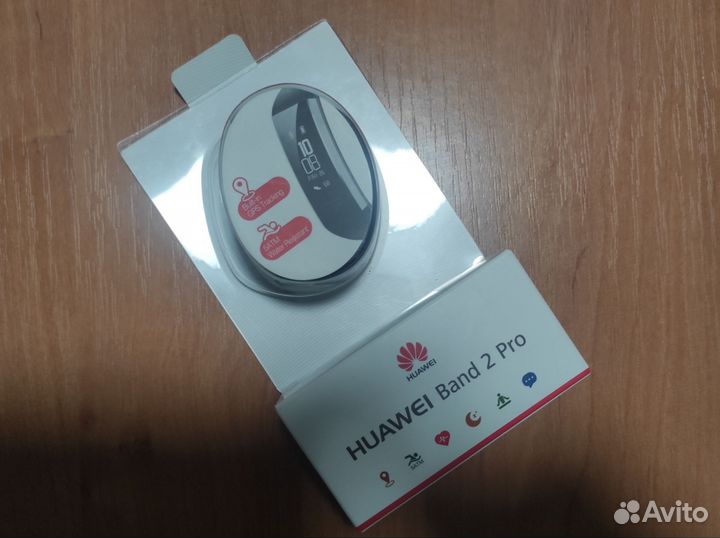 10
08
Built-in
GPS Tracking
5ATM
Water Resistant
HUAWEI
HUAWEI Band 2 Pro
5ATM
Avito